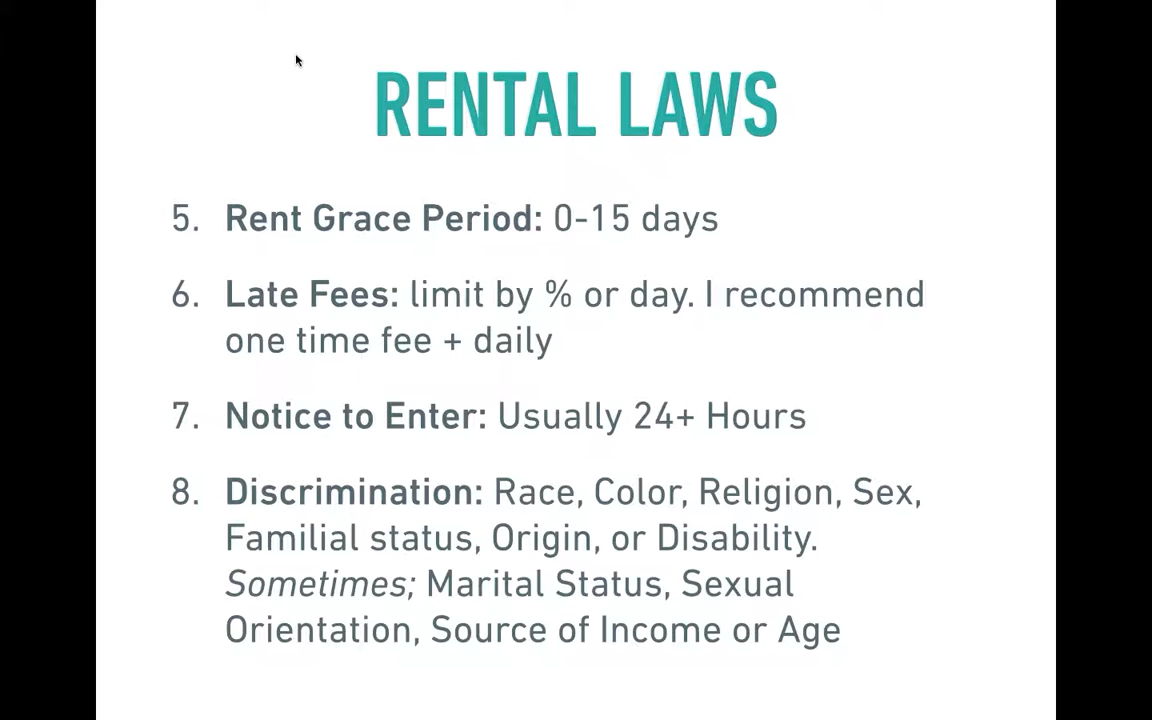 RENTAL LAWS
5. Rent Grace Period: 0-15 days
6. Late Fees: limit by % or day. I recommend
one time fee + daily
7. Notice to Enter: Usually 24+ Hours
8. Discrimination: Race, Color, Religion, Sex,
Familial status, Origin, or Disability.
Sometimes; Marital Status, Sexual
Orientation, Source of Income or Age